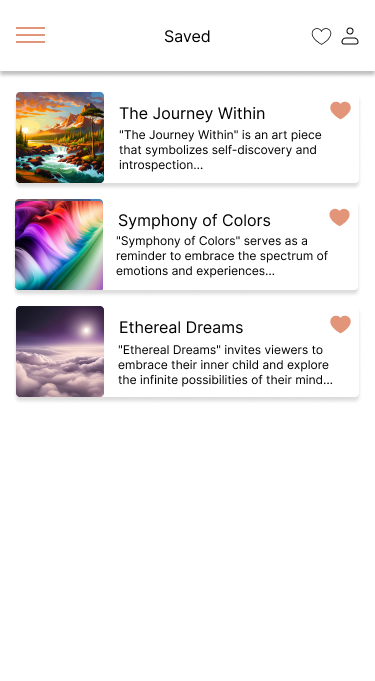 Saved
The Journey Within
"The Journey Within" is an art piece
that symbolizes self-discovery and
introspection...
Symphony of Colors
"Symphony of Colors" serves as a
reminder to embrace the spectrum of
emotions and experiences...
Ethereal Dreams
"Ethereal Dreams" invites viewers to
embrace their inner child and explore
the infinite possibilities of their mind...